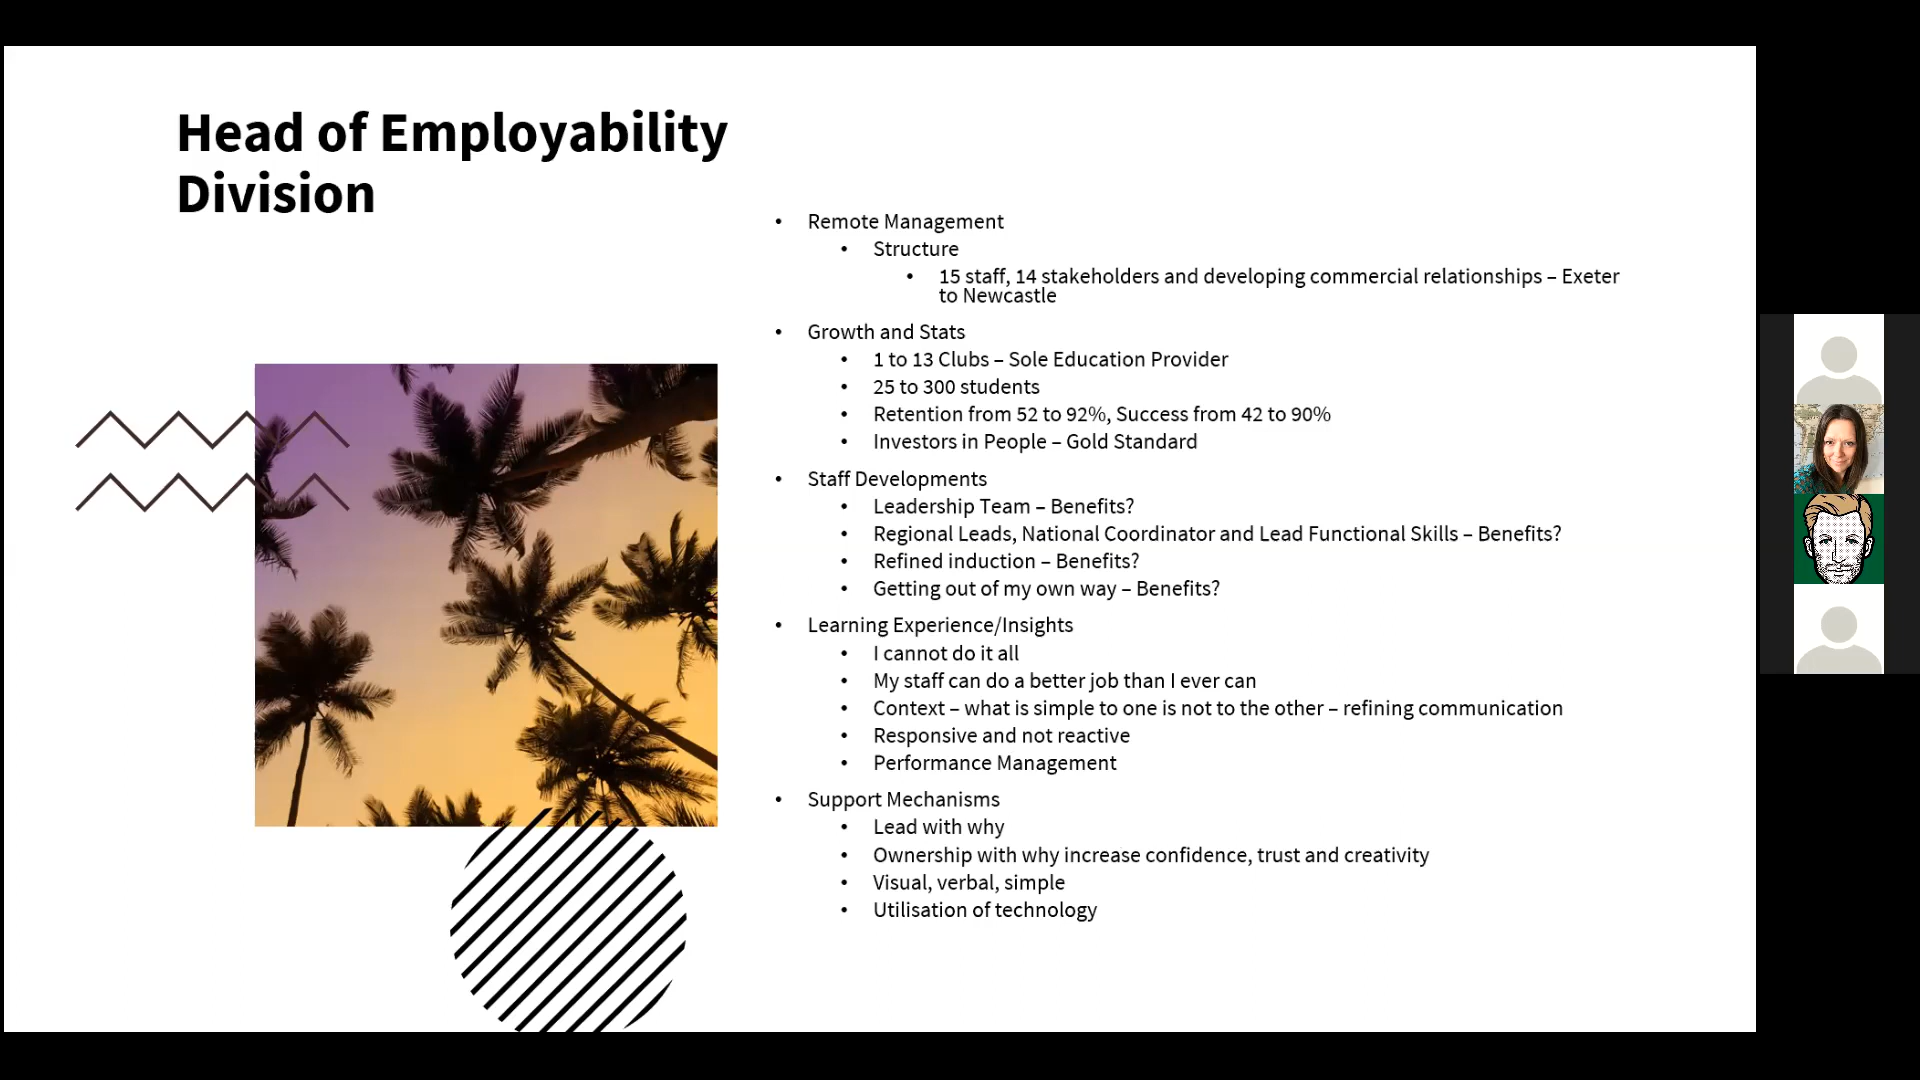 Head of Employability
Division
• Remote Management
• Structure
• 15 staff, 14 stakeholders and developing commercial relationships – Exeter
to Newcastle
• Growth and Stats
• 1 to 13 Clubs – Sole Education Provider
• 25 to 300 students
• Retention from 52 to 92%, Success from 42 to 90%
• Investors in People – Gold Standard
• Staff Developments
• Leadership Team – Benefits?
• Regional Leads, National Coordinator and Lead Functional Skills – Benefits?
• Refined induction – Benefits?
• Getting out of my own way – Benefits?
• Learning Experience/Insights
• I cannot do it all
• My staff can do a better job than I ever can
• Context – what is simple to one is not to the other – refining communication
• Responsive and not reactive
• Performance Management
• Support Mechanisms
• Lead with why
• Ownership with why increase confidence, trust and creativity
• Visual, verbal, simple
• Utilisation of technology